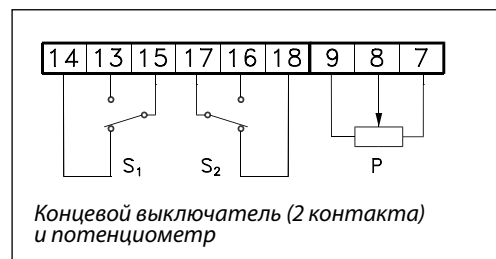 14 13 15 17 16 18 9 8 7
S₁ S₂ P
Концевой выключатель (2 контакта)
и потенциометр